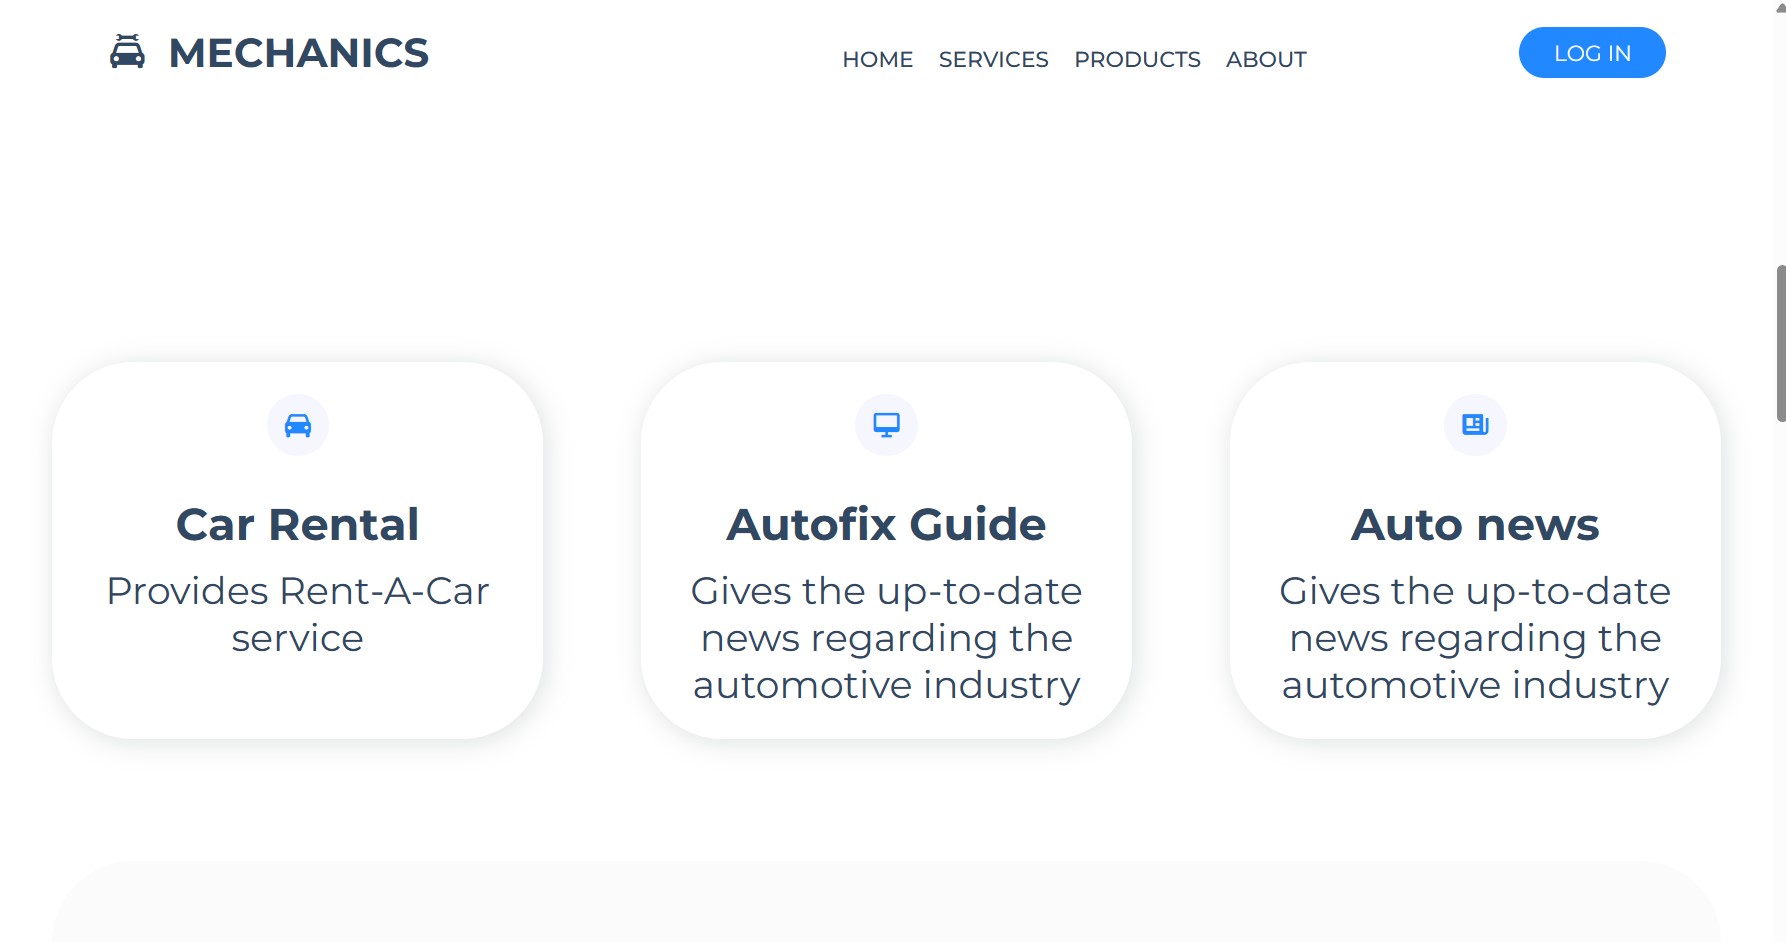 MECHANICS
HOME SERVICES PRODUCTS ABOUT
LOG IN
Car Rental
Provides Rent-A-Car
service
Autofix Guide
Gives the up-to-date
news regarding the
automotive industry
Auto news
Gives the up-to-date
news regarding the
automotive industry